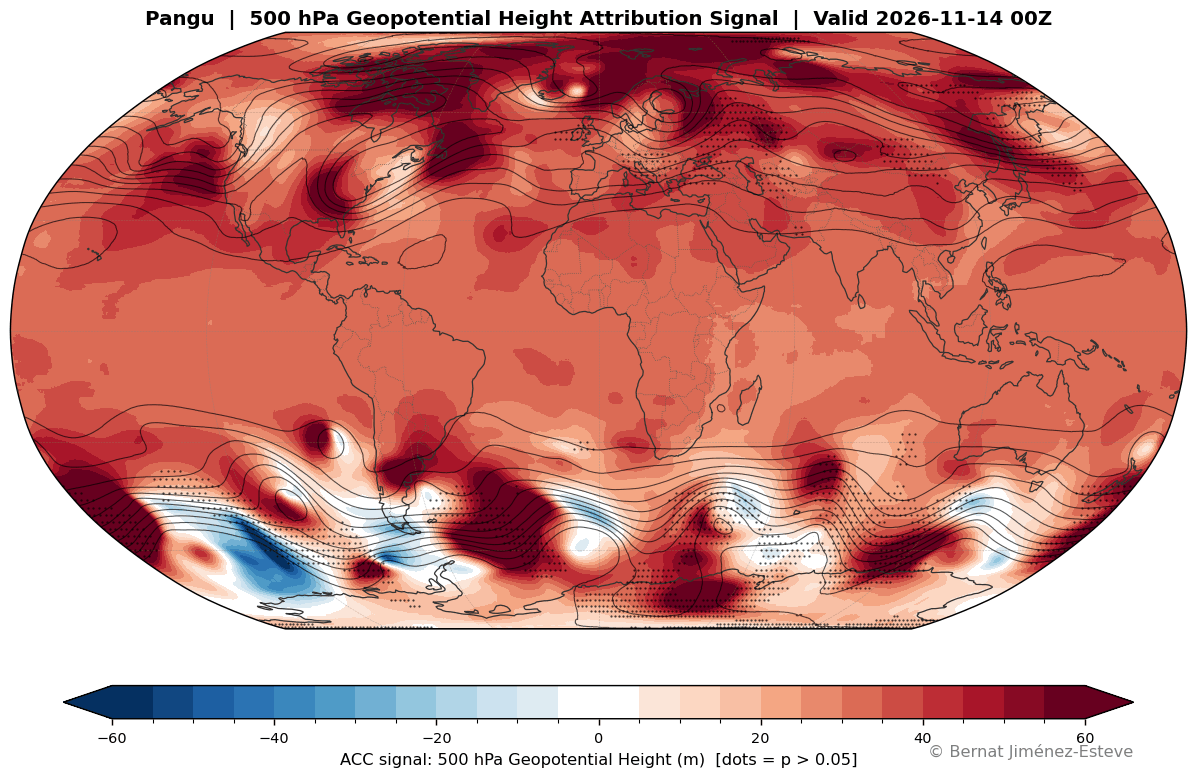 Pangu | 500 hPa Geopotential Height Attribution Signal | Valid 2026-11-14 00Z
−60 −40 −20 0 20 40 60
© Bernat Jiménez-Esteve
ACC signal: 500 hPa Geopotential Height (m) [dots = p > 0.05]